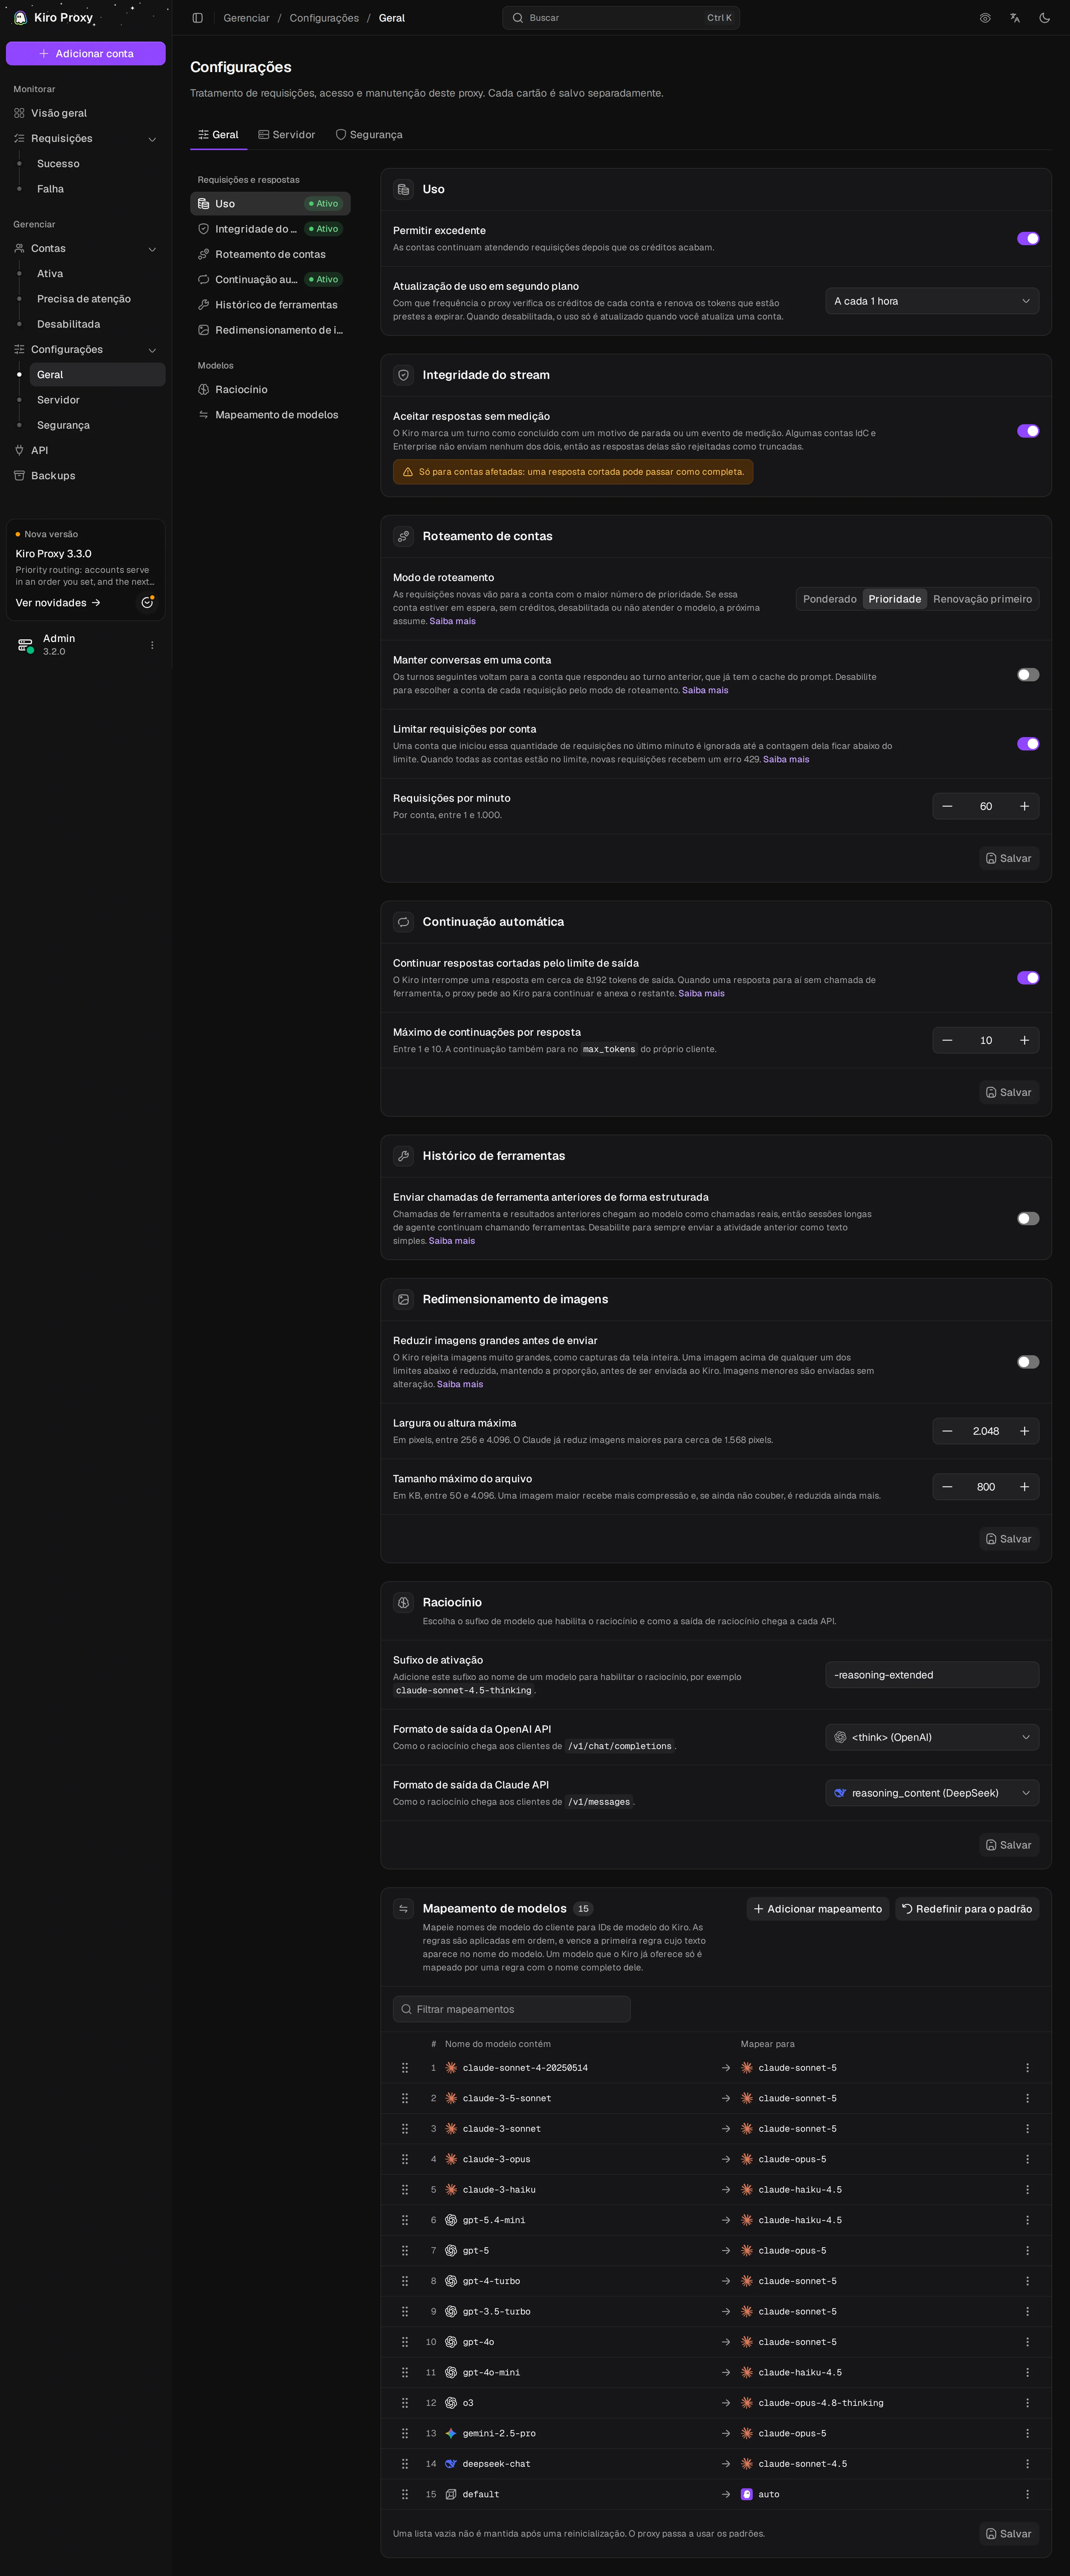 Kiro Proxy
Gerenciar / Configurações / Geral
Buscar
Ctrl K
Adicionar conta
Monitorar
Visão geral
Requisições
Sucesso
Falha
Gerenciar
Contas
Ativa
Precisa de atenção
Desabilitada
Configurações
Geral
Servidor
Segurança
API
Backups
Nova versão
Kiro Proxy 3.3.0
Priority routing: accounts serve
in an order you set, and the next...
Ver novidades
Admin
3.2.0
Configurações
Tratamento de requisições, acesso e manutenção deste proxy. Cada cartão é salvo separadamente.
Geral
Servidor
Segurança
Requisições e respostas
Uso
Ativo
Integridade do ...
Ativo
Roteamento de contas
Continuação au...
Ativo
Histórico de ferramentas
Redimensionamento de i...
Modelos
Raciocínio
Mapeamento de modelos
Uso
Permitir excedente
As contas continuam atendendo requisições depois que os créditos acabam.
Atualização de uso em segundo plano
Com que frequência o proxy verifica os créditos de cada conta e renova os tokens que estão
prestes a expirar. Quando desabilitada, o uso só é atualizado quando você atualiza uma conta.
A cada 1 hora
Integridade do stream
Aceitar respostas sem medição
O Kiro marca um turno como concluído com um motivo de parada ou um evento de medição. Algumas contas IdC e
Enterprise não enviam nenhum dos dois, então as respostas delas são rejeitadas como truncadas.
Só para contas afetadas: uma resposta cortada pode passar como completa.
Roteamento de contas
Modo de roteamento
As requisições novas vão para a conta com o maior número de prioridade. Se essa
conta estiver em espera, sem créditos, desabilitada ou não atender o modelo, a próxima
assume. Saiba mais
Ponderado
Prioridade
Renovação primeiro
Manter conversas em uma conta
Os turnos seguintes voltam para a conta que respondeu ao turno anterior, que já tem o cache do prompt. Desabilite
para escolher a conta de cada requisição pelo modo de roteamento. Saiba mais
Limitar requisições por conta
Uma conta que iniciou essa quantidade de requisições no último minuto é ignorada até a contagem dela ficar abaixo do
limite. Quando todas as contas estão no limite, novas requisições recebem um erro 429. Saiba mais
Requisições por minuto
Por conta, entre 1 e 1.000.
60
Salvar
Continuação automática
Continuar respostas cortadas pelo limite de saída
O Kiro interrompe uma resposta em cerca de 8.192 tokens de saída. Quando uma resposta para aí sem chamada de
ferramenta, o proxy pede ao Kiro para continuar e anexa o restante. Saiba mais
Máximo de continuações por resposta
Entre 1 e 10. A continuação também para no max_tokens do próprio cliente.
10
Salvar
Histórico de ferramentas
Enviar chamadas de ferramenta anteriores de forma estruturada
Chamadas de ferramenta e resultados anteriores chegam ao modelo como chamadas reais, então sessões longas
de agente continuam chamando ferramentas. Desabilite para sempre enviar a atividade anterior como texto
simples. Saiba mais
Redimensionamento de imagens
Reduzir imagens grandes antes de enviar
O Kiro rejeita imagens muito grandes, como capturas da tela inteira. Uma imagem acima de qualquer um dos
limites abaixo é reduzida, mantendo a proporção, antes de ser enviada ao Kiro. Imagens menores são enviadas sem
alteração. Saiba mais
Largura ou altura máxima
Em pixels, entre 256 e 4.096. O Claude já reduz imagens maiores para cerca de 1.568 pixels.
2.048
Tamanho máximo do arquivo
Em KB, entre 50 e 4.096. Uma imagem maior recebe mais compressão e, se ainda não couber, é reduzida ainda mais.
800
Salvar
Raciocínio
Escolha o sufixo de modelo que habilita o raciocínio e como a saída de raciocínio chega a cada API.
Sufixo de ativação
Adicione este sufixo ao nome de um modelo para habilitar o raciocínio, por exemplo
claude-sonnet-4.5-thinking.
-reasoning-extended
Formato de saída da OpenAI API
Como o raciocínio chega aos clientes de /v1/chat/completions.
<think> (OpenAI)
Formato de saída da Claude API
Como o raciocínio chega aos clientes de /v1/messages.
reasoning_content (DeepSeek)
Salvar
Mapeamento de modelos 15
Mapeie nomes de modelo do cliente para IDs de modelo do Kiro. As
regras são aplicadas em ordem, e vence a primeira regra cujo texto
aparece no nome do modelo. Um modelo que o Kiro já oferece só é
mapeado por uma regra com o nome completo dele.
Adicionar mapeamento
Redefinir para o padrão
Filtrar mapeamentos
# Nome do modelo contém Mapear para
1 claude-sonnet-4-20250514 claude-sonnet-5
2 claude-3-5-sonnet claude-sonnet-5
3 claude-3-sonnet claude-sonnet-5
4 claude-3-opus claude-opus-5
5 claude-3-haiku claude-haiku-4.5
6 gpt-5.4-mini claude-haiku-4.5
7 gpt-5 claude-opus-5
8 gpt-4-turbo claude-sonnet-5
9 gpt-3.5-turbo claude-sonnet-5
10 gpt-4o claude-sonnet-5
11 gpt-4o-mini claude-haiku-4.5
12 o3 claude-opus-4.8-thinking
13 gemini-2.5-pro claude-opus-5
14 deepseek-chat claude-sonnet-4.5
15 default auto
Uma lista vazia não é mantida após uma reinicialização. O proxy passa a usar os padrões.
Salvar